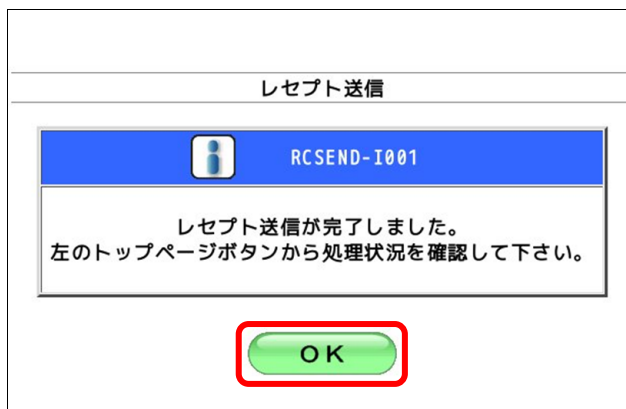 レセプト送信
RCSEND-I001
レセプト送信が完了しました。
左のトップページボタンから処理状況を確認して下さい。
OK